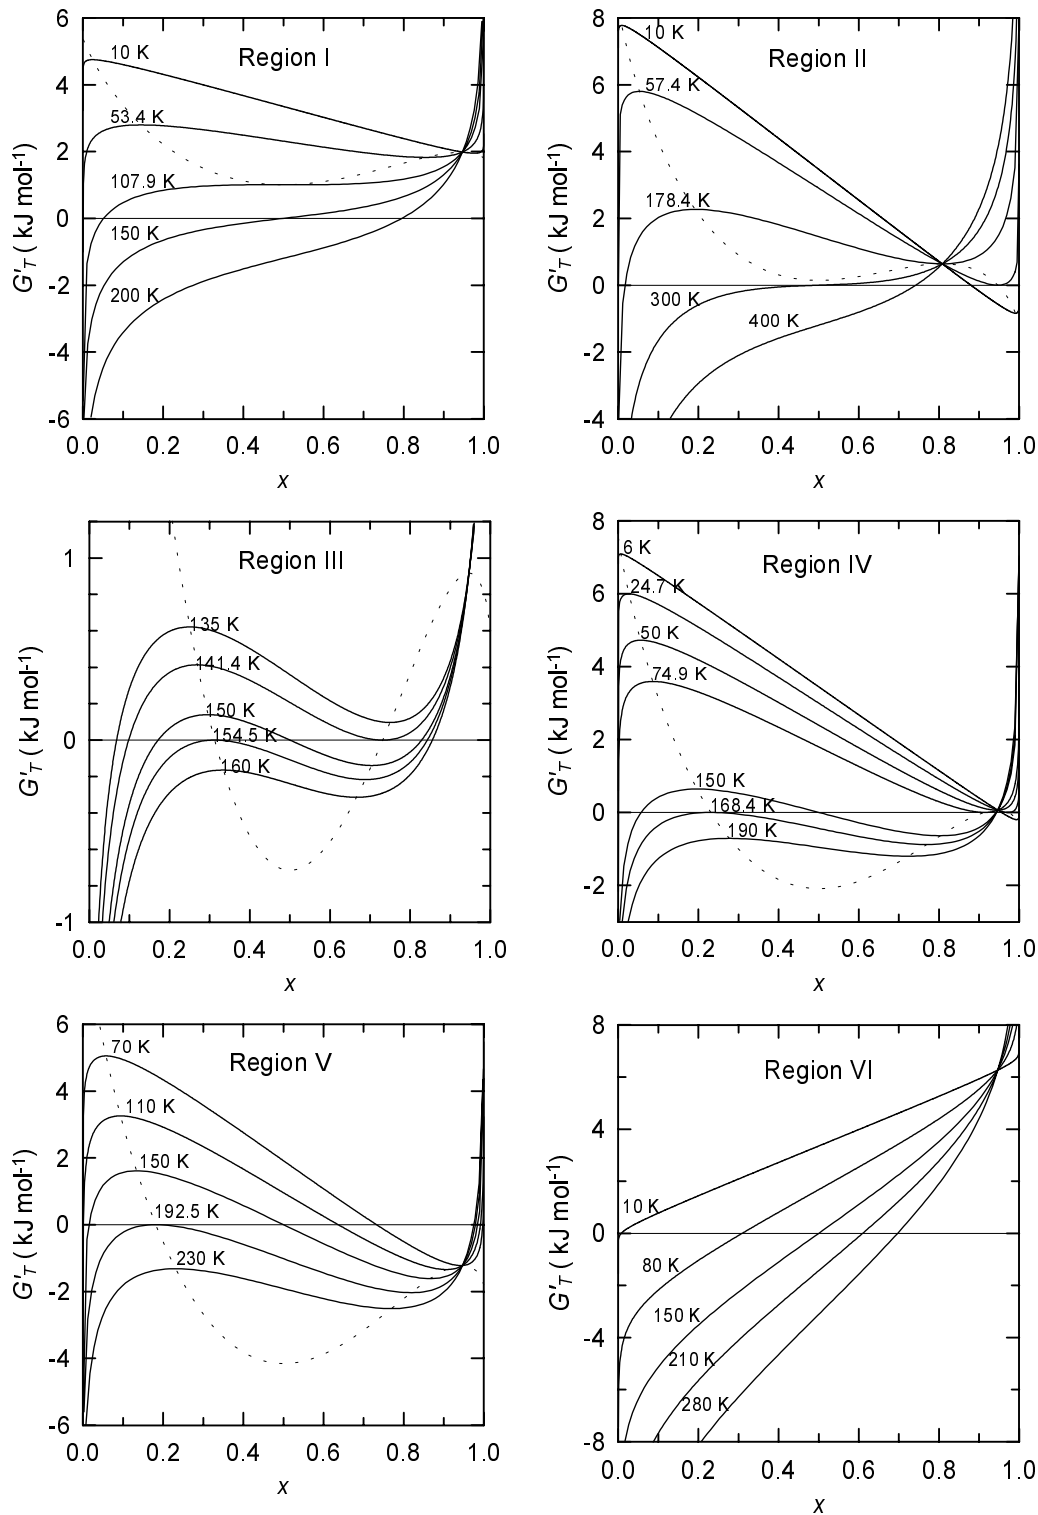 Region I
6
4
2
0
-2
-4
-6
G'T ( kJ mol-1)
10 K
53.4 K
107.9 K
150 K
200 K
0.0 0.2 0.4 0.6 0.8 1.0
x
Region II
8
6
4
2
0
-2
-4
G'T ( kJ mol-1)
10 K
57.4 K
178.4 K
300 K
400 K
0.0 0.2 0.4 0.6 0.8 1.0
x
Region III
1
0
-1
G'T ( kJ mol-1)
135 K
141.4 K
150 K
154.5 K
160 K
0.0 0.2 0.4 0.6 0.8 1.0
x
Region IV
8
6
4
2
0
-2
G'T ( kJ mol-1)
6 K
24.7 K
50 K
74.9 K
150 K
168.4 K
190 K
0.0 0.2 0.4 0.6 0.8 1.0
x
Region V
6
4
2
0
-2
-4
-6
G'T ( kJ mol-1)
70 K
110 K
150 K
192.5 K
230 K
0.0 0.2 0.4 0.6 0.8 1.0
x
Region VI
8
4
0
-4
-8
G'T ( kJ mol-1)
10 K
80 K
150 K
210 K
280 K
0.0 0.2 0.4 0.6 0.8 1.0
x